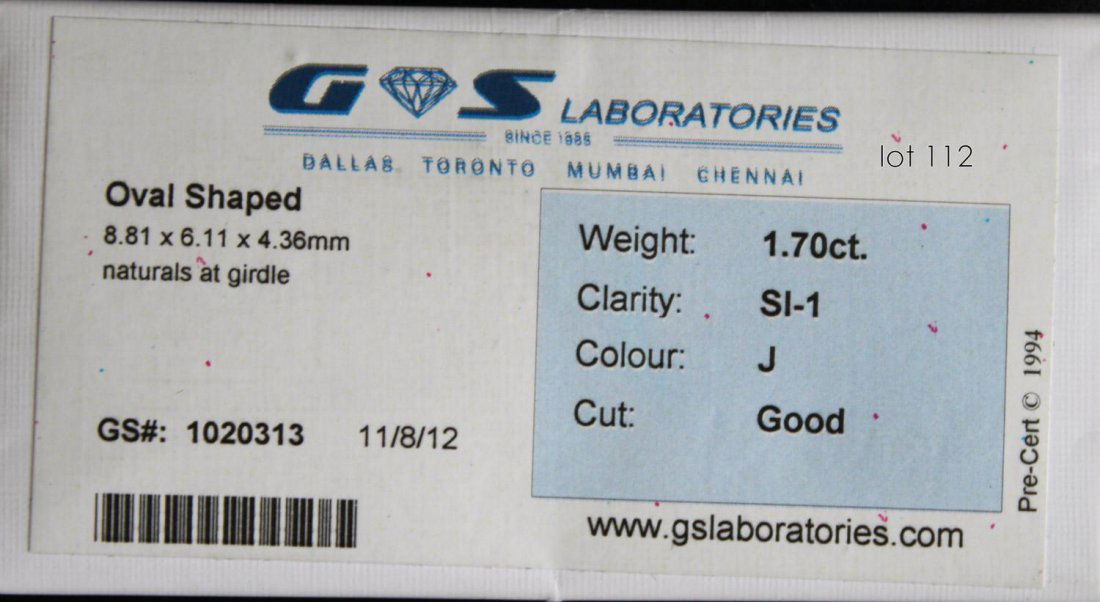 GS LABORATORIES
SINCE 1985
DALLAS TORONTO MUMBAI CHENNAI
lot 112
Oval Shaped
8.81 x 6.11 x 4.36mm
naturals at girdle
Weight: 1.70ct.
Clarity: SI-1
Colour: J
Cut: Good
GS#: 1020313 11/8/12
www.gslaboratories.com
Pre-Cert © 1994